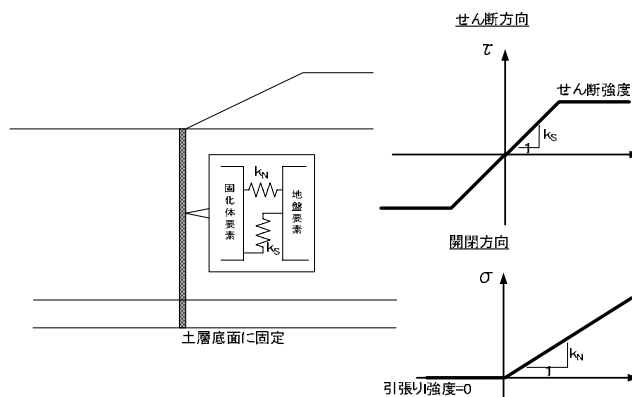 せん断方向
τ
せん断強度
kS
1
kN
固化体要素
地盤要素
kS
開閉方向
σ
kN
1
土層底面に固定
引張り強度=0